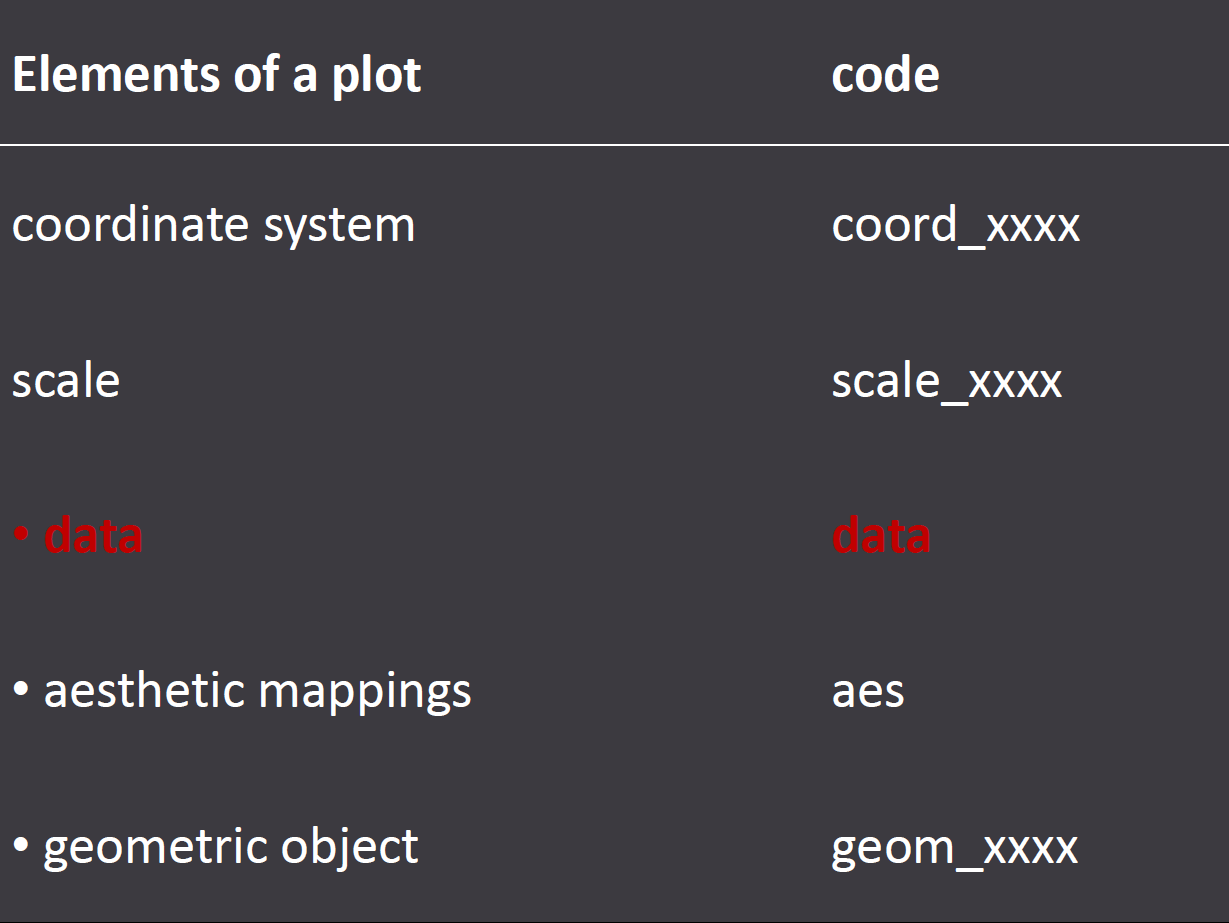 Elements of a plot code
coordinate system coord_xxxx
scale scale_xxxx
• data data
• aesthetic mappings aes
• geometric object geom_xxxx